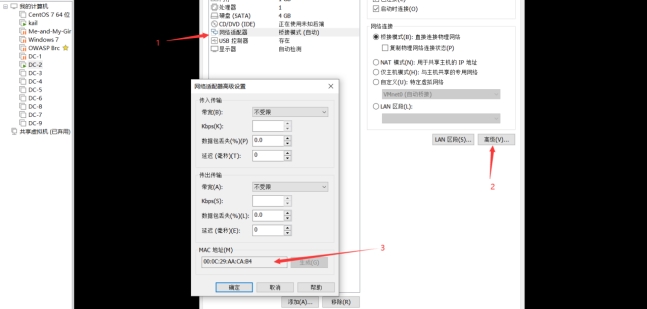 我的计算机
CentOS 7 64 位
kail
Me-and-My-Gir
Windows 7
OWASP Brc
DC-1
DC-2
DC-3
DC-4
DC-5
DC-6
DC-8
DC-7
DC-9
共享虚拟机 (已弃用)
处理器 1
硬盘 (SATA) 4 GB
CD/DVD (IDE) 正在使用未知后端
网络适配器 桥接模式 (自动)
USB 控制器 存在
显示器 自动检测
1
启动时连接(O)
网络连接
桥接模式(B): 直接连接物理网络
复制物理网络连接状态(P)
NAT 模式(N): 用于共享主机的 IP 地址
仅主机模式(H): 与主机共享的专用网络
自定义(U): 特定虚拟网络
VMnet0 (自动桥接)
LAN 区段(L):
LAN 区段(S)... 高级(V)...
2
网络适配器高级设置
传入传输
带宽(B): 不受限
Kbps(K):
数据包丢失(%)(P) 0.0
延迟 (毫秒)(T): 0
传出传输
带宽(A): 不受限
Kbps(S):
数据包丢失(%)(L): 0.0
延迟 (毫秒)(E): 0
MAC 地址(M)
00:0C:29:AA:CA:B4 生成(G)
3
确定 取消 帮助
添加(A)... 移除(R)